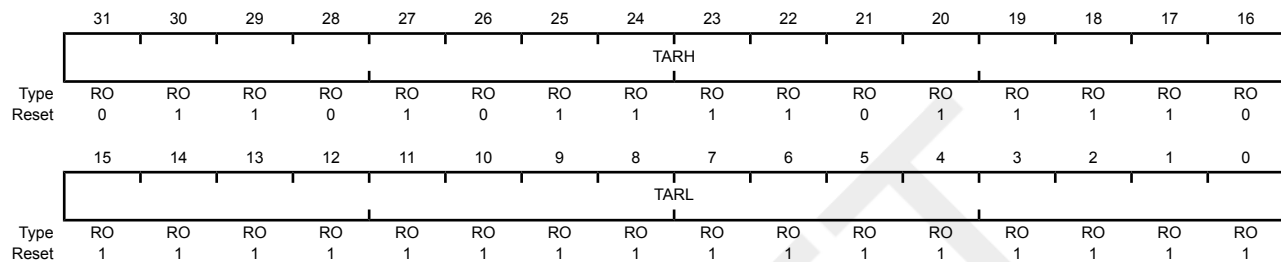 31 30 29 28 27 26 25 24 23 22 21 20 19 18 17 16
TARH
Type RO RO RO RO RO RO RO RO RO RO RO RO RO RO RO RO
Reset 0 1 1 0 1 0 1 1 1 1 0 1 1 1 1 0
15 14 13 12 11 10 9 8 7 6 5 4 3 2 1 0
TARL
Type RO RO RO RO RO RO RO RO RO RO RO RO RO RO RO RO
Reset 1 1 1 1 1 1 1 1 1 1 1 1 1 1 1 1